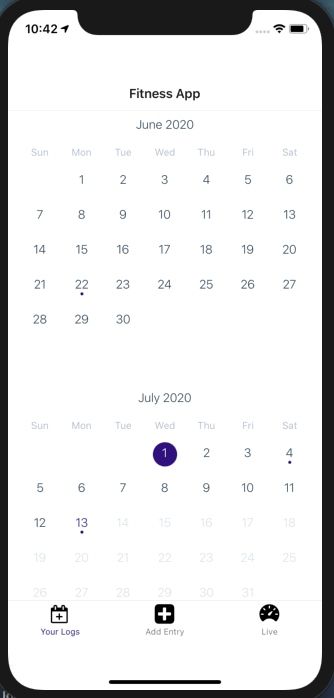 10:42
Fitness App
June 2020
Sun Mon Tue Wed Thu Fri Sat
1 2 3 4 5 6
7 8 9 10 11 12 13
14 15 16 17 18 19 20
21 22 23 24 25 26 27
28 29 30
July 2020
Sun Mon Tue Wed Thu Fri Sat
1 2 3 4
5 6 7 8 9 10 11
12 13 14 15 16 17 18
19 20 21 22 23 24 25
26 27 28 29 30 31
Your Logs Add Entry Live